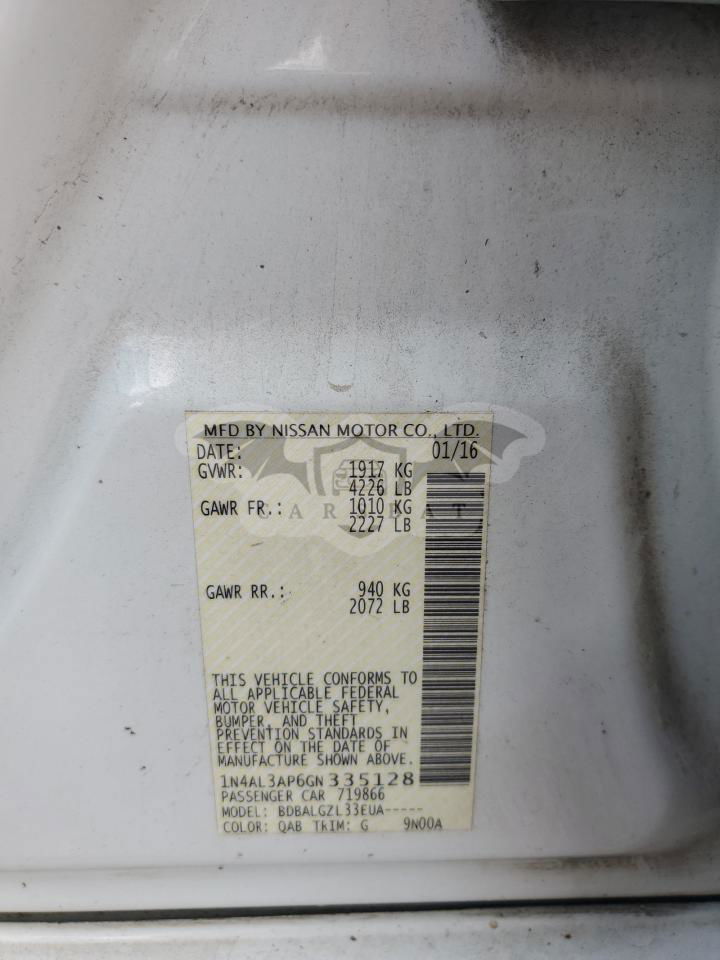 MFD BY NISSAN MOTOR CO., LTD.
DATE: 01/16
GVWR: 1917 KG
4226 LB
GAWR FR.: 1010 KG
2227 LB
CAR BAT
GAWR RR.: 940 KG
2072 LB
THIS VEHICLE CONFORMS TO
ALL APPLICABLE FEDERAL
MOTOR VEHICLE SAFETY,
BUMPER, AND THEFT
PREVENTION STANDARDS IN
EFFECT ON THE DATE OF
MANUFACTURE SHOWN ABOVE.
1N4AL3AP6GN335128
PASSENGER CAR 719866
MODEL: BDBALGZL33EUA-----
COLOR: QAB TRIM: G 9N00A